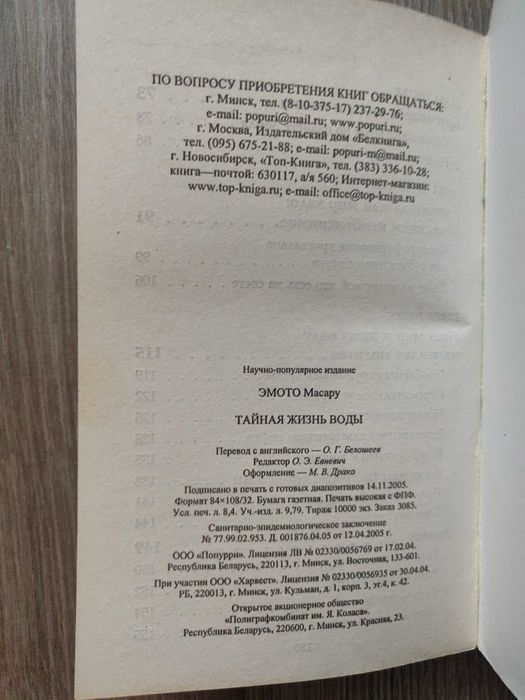 ПО ВОПРОСУ ПРИОБРЕТЕНИЯ КНИГ ОБРАЩАТЬСЯ:
г. Минск, тел. (8-10-375-17) 237-29-76;
e-mail: popuri@mail.ru; www.popuri.ru;
г. Москва, Издательский дом «Белкнига»,
тел. (095) 675-21-88; e-mail: popuri-m@mail.ru;
г. Новосибирск, «Топ-Книга», тел. (383) 336-10-28;
книга—почтой: 630117, а/я 560; Интернет-магазин:
www.top-kniga.ru; e-mail: office@top-kniga.ru
Научно-популярное издание
ЭМОТО Масару
ТАЙНАЯ ЖИЗНЬ ВОДЫ
Перевод с английского — О. Г. Белошеев
Редактор О. Э. Евневич
Оформление — М. В. Драко
Подписано в печать с готовых диапозитивов 14.11.2005.
Формат 84×108/32. Бумага газетная. Печать высокая с ФПФ.
Усл. печ. л. 8,4. Уч.-изд. л. 9,79. Тираж 10000 экз. Заказ 3085.
Санитарно-эпидемиологическое заключение
№ 77.99.02.953. Д. 001876.04.05 от 12.04.2005 г.
ООО «Попурри». Лицензия ЛВ № 02330/0056769 от 17.02.04.
Республика Беларусь, 220113, г. Минск, ул. Восточная, 133-601.
При участии ООО «Харвест». Лицензия № 02330/0056935 от 30.04.04.
РБ, 220013, г. Минск, ул. Кульман, д. 1, корп. 3, эт.4, к. 42.
Открытое акционерное общество
«Полиграфкомбинат им. Я. Коласа».
Республика Беларусь, 220600, г. Минск, ул. Красная, 23.